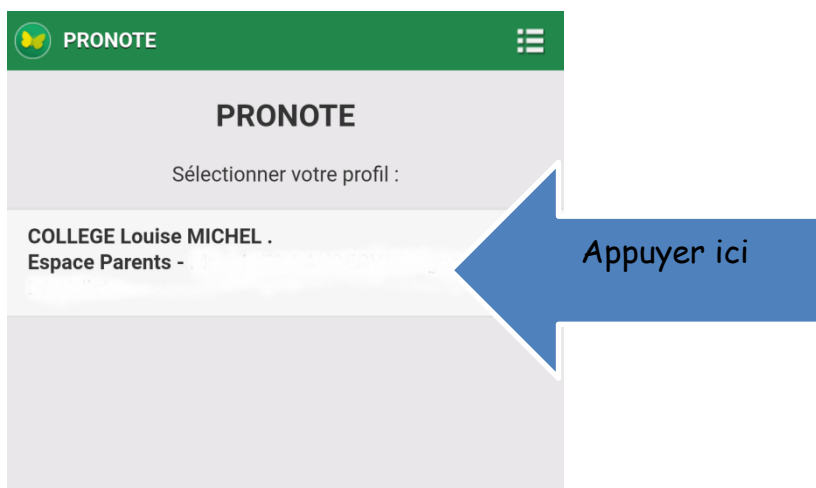 PRONOTE
PRONOTE
Sélectionner votre profil :
COLLEGE Louise MICHEL .
Espace Parents -
Appuyer ici